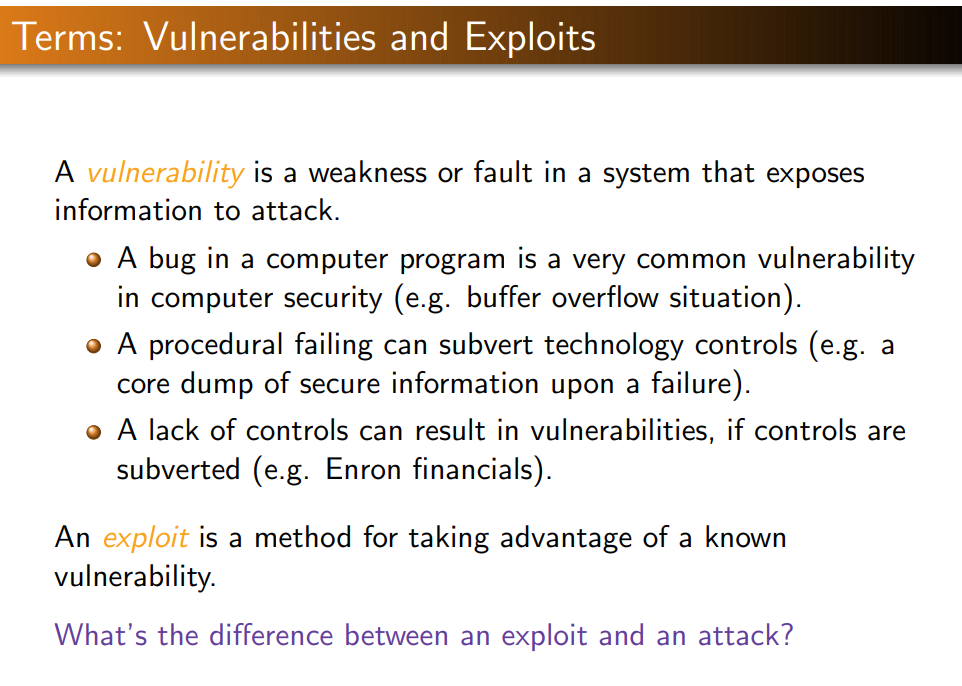 Terms: Vulnerabilities and Exploits
A vulnerability is a weakness or fault in a system that exposes
information to attack.
A bug in a computer program is a very common vulnerability
in computer security (e.g. buffer overflow situation).
A procedural failing can subvert technology controls (e.g. a
core dump of secure information upon a failure).
A lack of controls can result in vulnerabilities, if controls are
subverted (e.g. Enron financials).
An exploit is a method for taking advantage of a known
vulnerability.
What's the difference between an exploit and an attack?